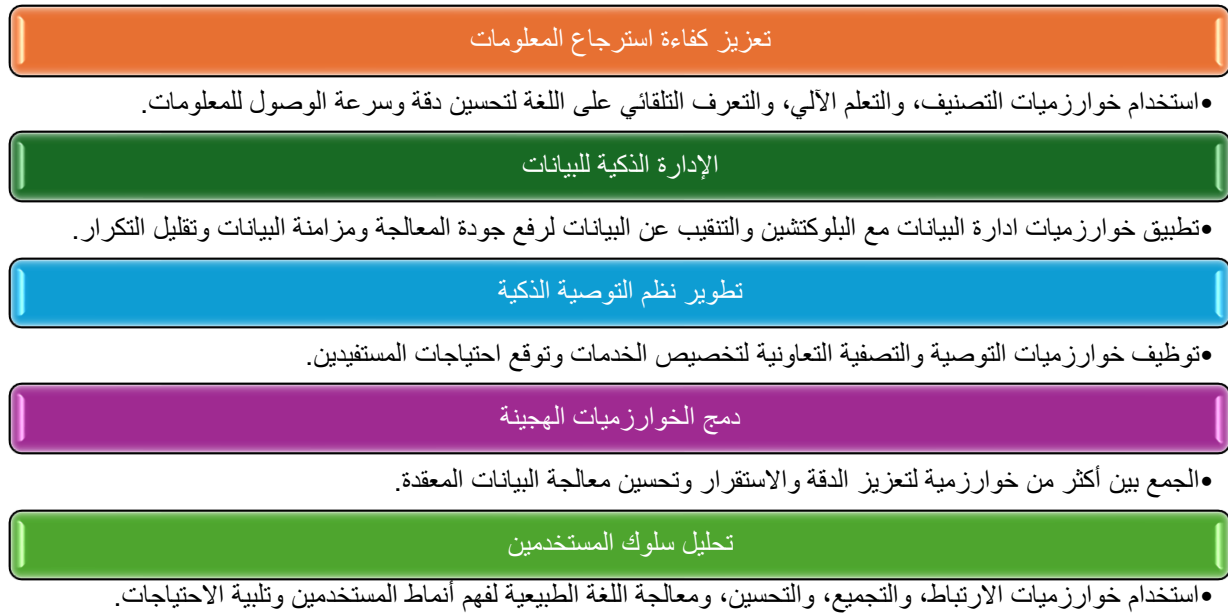 تعزيز كفاءة استرجاع المعلومات
•استخدام خوارزميات التصنيف، والتعلم الآلي، والتعرف التلقائي على اللغة لتحسين دقة وسرعة الوصول للمعلومات.
الإدارة الذكية للبيانات
•تطبيق خوارزميات ادارة البيانات مع البلوكتشين والتنقيب عن البيانات لرفع جودة المعالجة ومزامنة البيانات وتقليل التكرار.
تطوير نظم التوصية الذكية
•توظيف خوارزميات التوصية والتصفية التعاونية لتخصيص الخدمات وتوقع احتياجات المستفيدين.
دمج الخوارزميات الهجينة
•الجمع بين أكثر من خوارزمية لتعزيز الدقة والاستقرار وتحسين معالجة البيانات المعقدة.
تحليل سلوك المستخدمين
•استخدام خوارزميات الارتباط، والتجميع، والتحسين، ومعالجة اللغة الطبيعية لفهم أنماط المستخدمين وتلبية الاحتياجات.